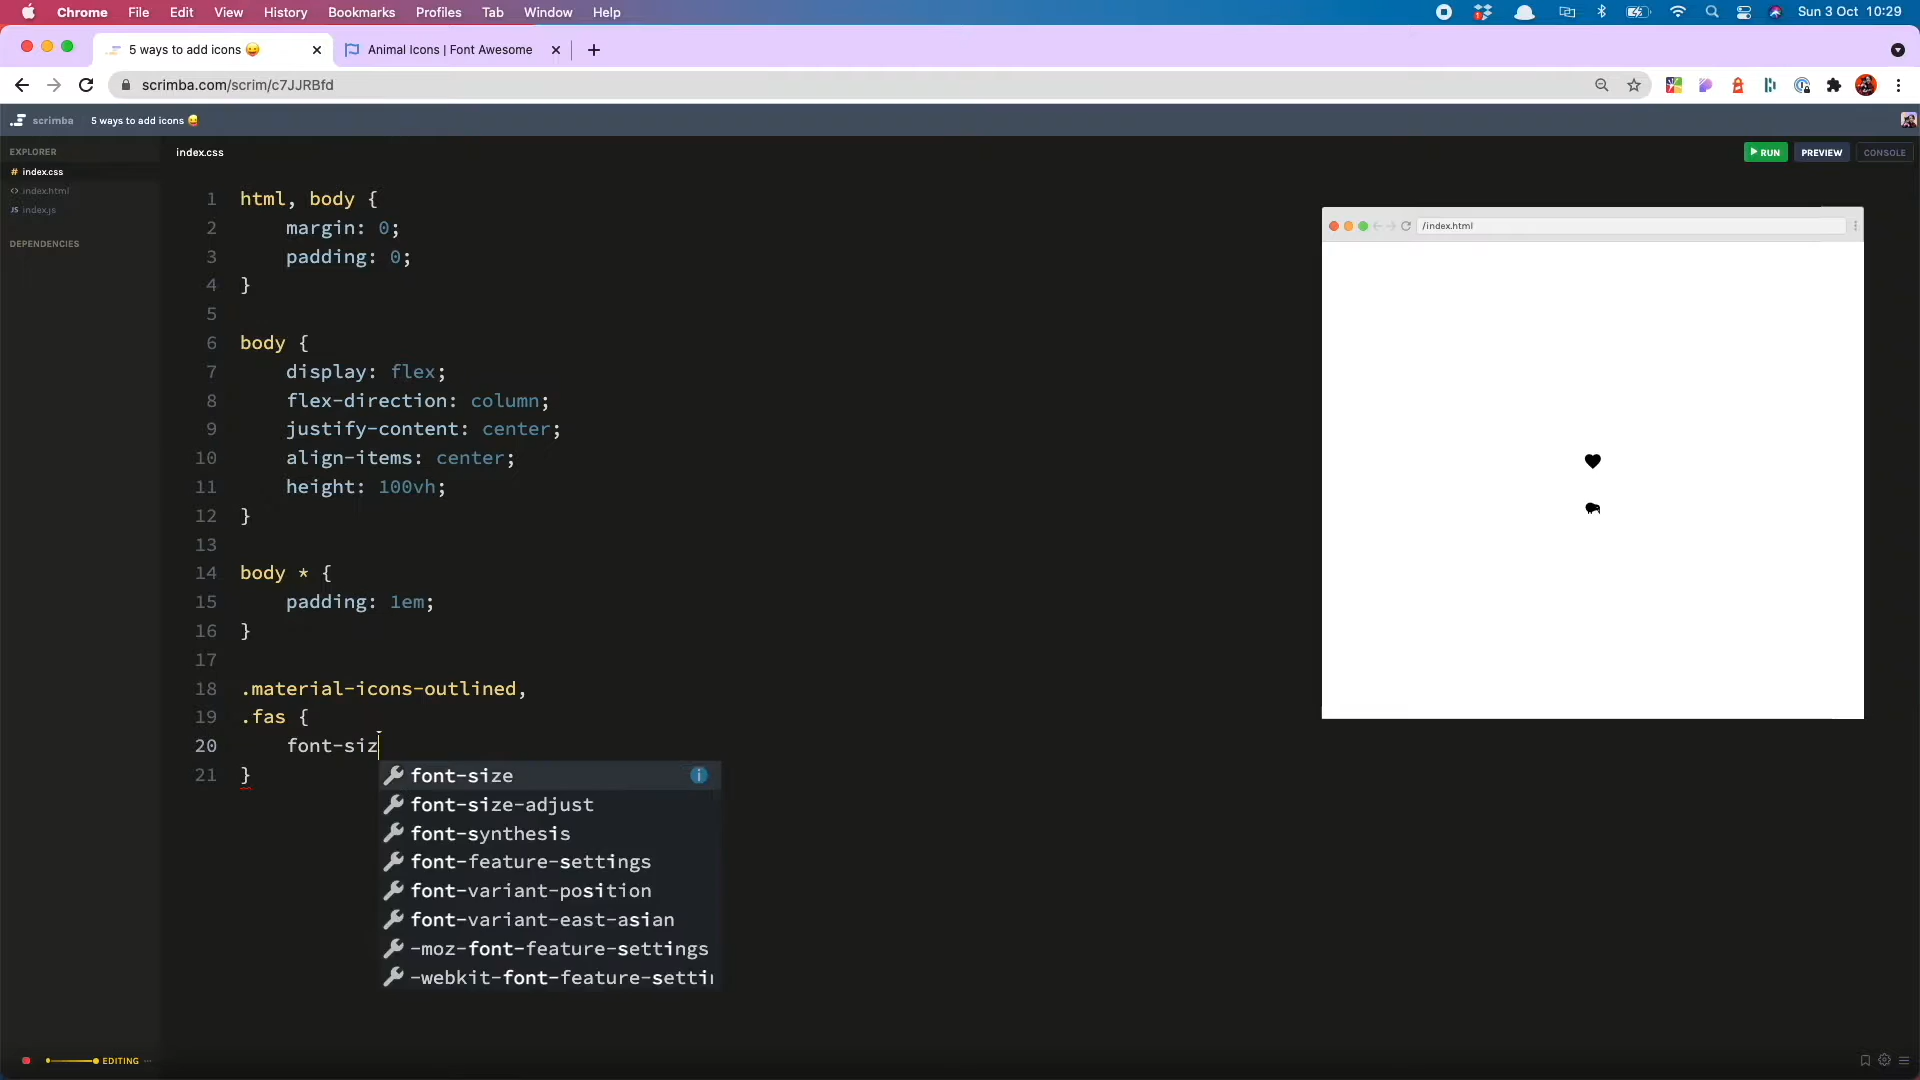 Chrome File Edit View History Bookmarks Profiles Tab Window Help Sun 3 Oct 10:29
5 ways to add icons 😜 Animal Icons | Font Awesome
scrimba.com/scrim/c7JJRBfd
scrimba 5 ways to add icons 😜
EXPLORER index.css RUN PREVIEW CONSOLE
# index.css
<> index.html
JS index.js
DEPENDENCIES
/index.html
1 html, body {
2 margin: 0;
3 padding: 0;
4 }
5
6 body {
7 display: flex;
8 flex-direction: column;
9 justify-content: center;
10 align-items: center;
11 height: 100vh;
12 }
13
14 body * {
15 padding: 1em;
16 }
17
18 .material-icons-outlined,
19 .fas {
20 font-siz
21 }
font-size
font-size-adjust
font-synthesis
font-feature-settings
font-variant-position
font-variant-east-asian
-moz-font-feature-settings
-webkit-font-feature-settin
EDITING ...